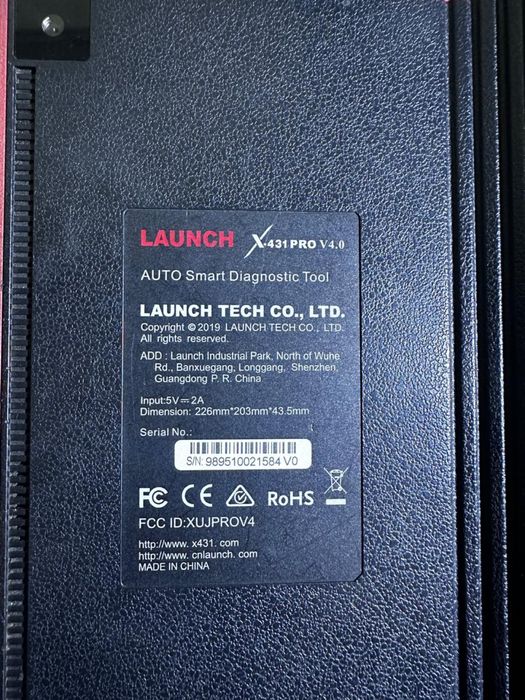 LAUNCH X-431 PRO V4.0
AUTO Smart Diagnostic Tool
LAUNCH TECH CO., LTD.
Copyright © 2019 LAUNCH TECH CO., LTD.
All rights reserved.
ADD : Launch Industrial Park, North of Wuhe
Rd., Banxuegang, Longgang, Shenzhen,
Guangdong P. R. China
Input:5V⎓2A
Dimension: 226mm*203mm*43.5mm
Serial No.:
S/N: 989510021584 V0
FC CE RoHS
FCC ID:XUJPROV4
http://www. x431. com
http://www. cnlaunch. com
MADE IN CHINA